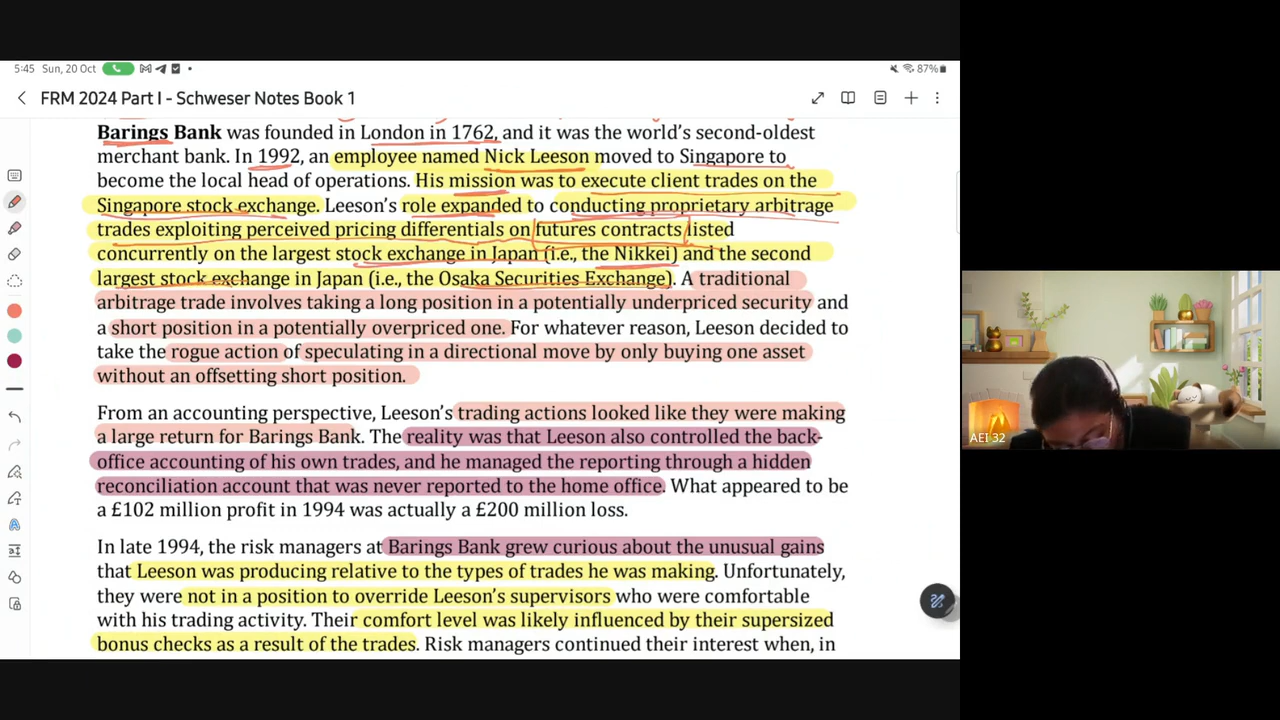 5:45 Sun, 20 Oct 87%
FRM 2024 Part I - Schweser Notes Book 1
Barings Bank was founded in London in 1762, and it was the world's second-oldest
merchant bank. In 1992, an employee named Nick Leeson moved to Singapore to
become the local head of operations. His mission was to execute client trades on the
Singapore stock exchange. Leeson's role expanded to conducting proprietary arbitrage
trades exploiting perceived pricing differentials on futures contracts listed
concurrently on the largest stock exchange in Japan (i.e., the Nikkei) and the second
largest stock exchange in Japan (i.e., the Osaka Securities Exchange). A traditional
arbitrage trade involves taking a long position in a potentially underpriced security and
a short position in a potentially overpriced one. For whatever reason, Leeson decided to
take the rogue action of speculating in a directional move by only buying one asset
without an offsetting short position.
From an accounting perspective, Leeson's trading actions looked like they were making
a large return for Barings Bank. The reality was that Leeson also controlled the back-
office accounting of his own trades, and he managed the reporting through a hidden
reconciliation account that was never reported to the home office. What appeared to be
a £102 million profit in 1994 was actually a £200 million loss.
In late 1994, the risk managers at Barings Bank grew curious about the unusual gains
that Leeson was producing relative to the types of trades he was making. Unfortunately,
they were not in a position to override Leeson's supervisors who were comfortable
with his trading activity. Their comfort level was likely influenced by their supersized
bonus checks as a result of the trades. Risk managers continued their interest when, in
AEI 32